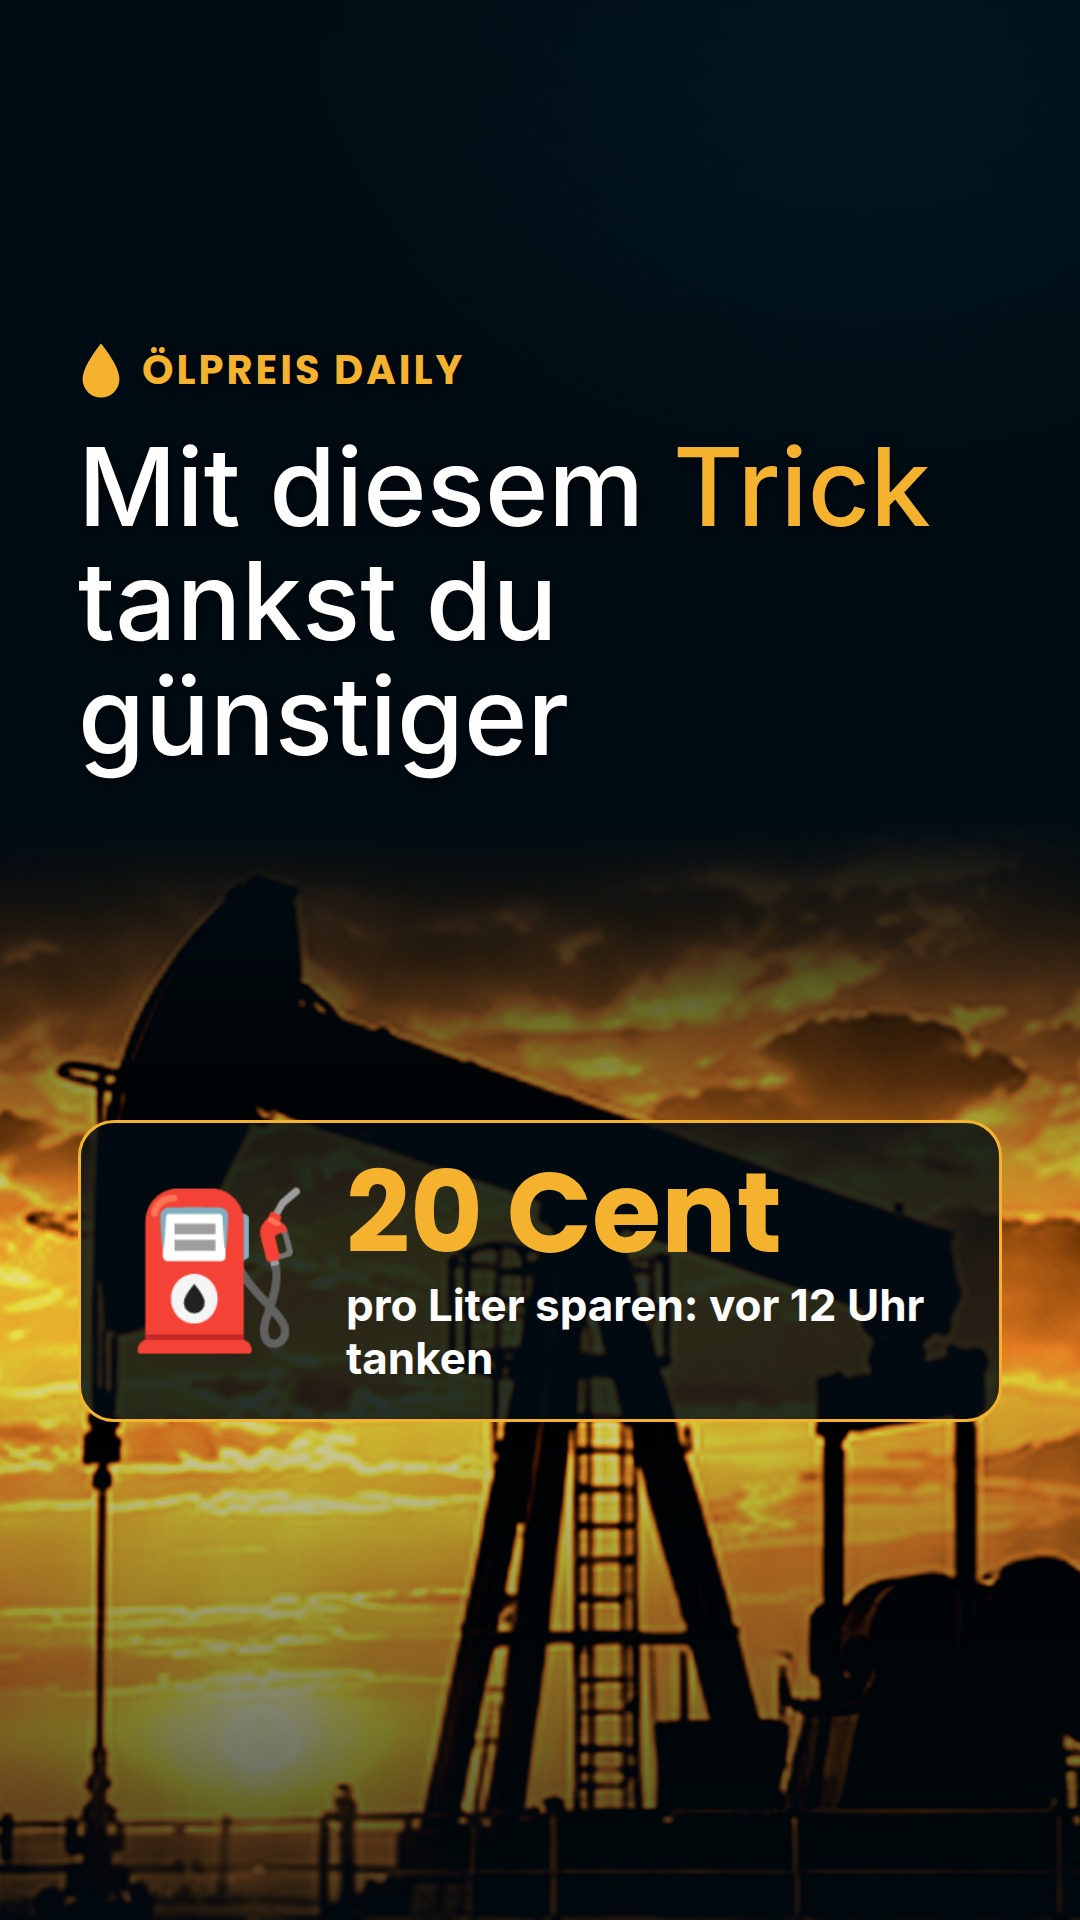 ÖLPREIS DAILY
Mit diesem Trick
tankst du
günstiger
20 Cent
pro Liter sparen: vor 12 Uhr
tanken